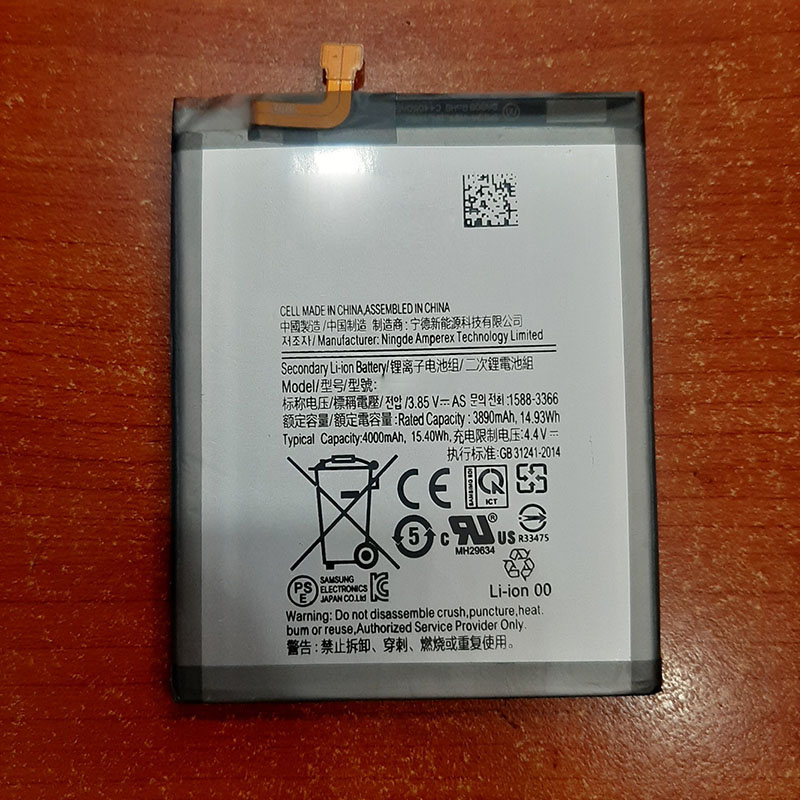 CELL MADE IN CHINA,ASSEMBLED IN CHINA
中國製造/中国制造 制造商:宁德新能源科技有限公司
제조자/ Manufacturer: Ningde Amperex Technology Limited
Secondary Li-ion Battery/锂离子电池组/二次鋰電池組
Model/型号/型號:
标称电压/標稱電壓/전압/3.85 V⎓ AS 문의 전화:1588-3366
额定容量/額定電容量:Rated Capacity : 3890mAh, 14.93Wh
Typical Capacity:4000mAh, 15.40Wh,充电限制电压:4.4V⎓
执行标准:GB 31241-2014
CE
SAMSUNG SDI
ICT
5
c RU® US
MH29634
R33475
PS E
SAMSUNG
ELECTRONICS
JAPAN CO.Ltd
Li-ion 00
Warning: Do not disassemble crush,puncture,heat.
bum or reuse,Authorized Service Provider Only.
警告:禁止拆卸、穿刺、燃烧或重复使用。